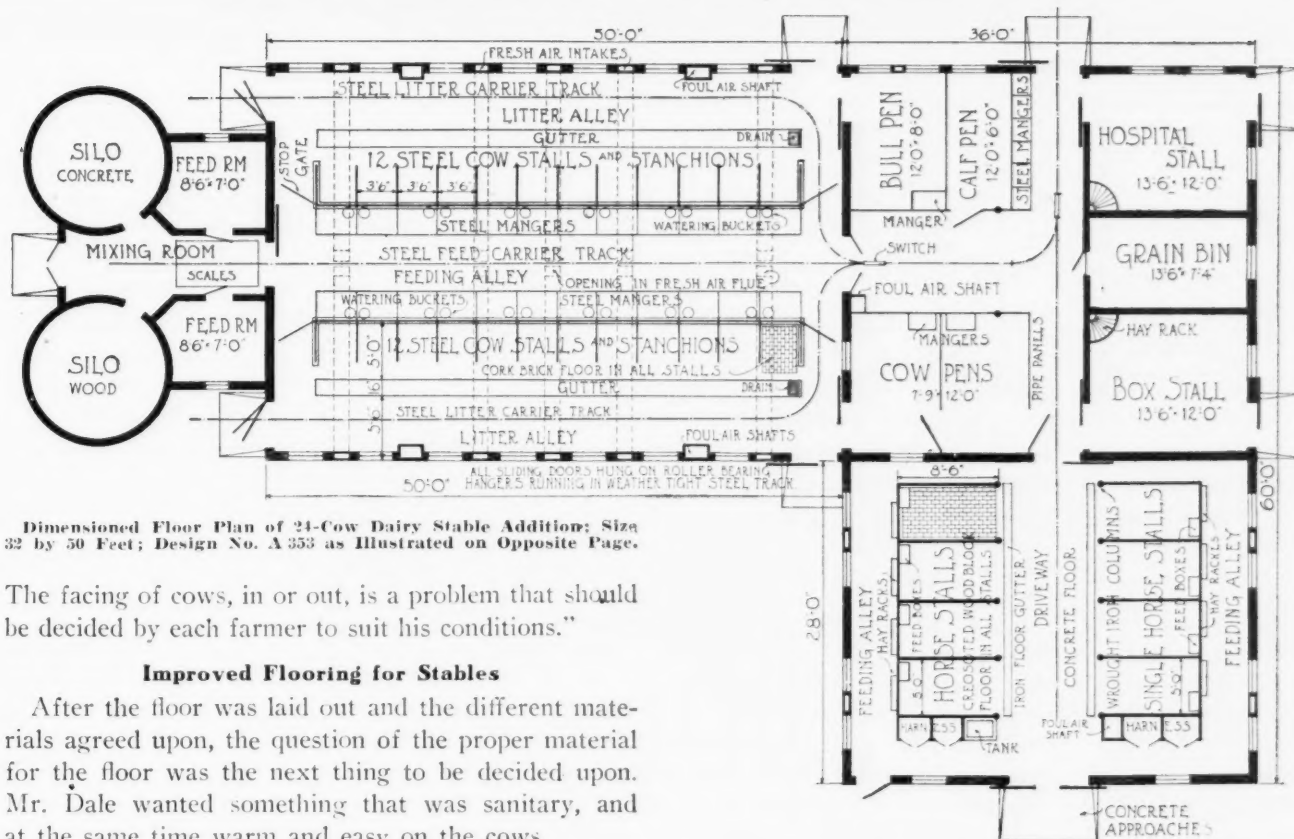 50'-0"
36'-0"
FRESH AIR INTAKES
STEEL LITTER CARRIER TRACK
FOUL AIR SHAFT
LITTER ALLEY
GUTTER
DRAIN
12 STEEL COW STALLS AND STANCHIONS
STOP GATE
3'6" 3'6" 3'6"
STEEL MANGERS
WATERING BUCKETS
SILO
CONCRETE
FEED RM
8'-6" × 7'-0"
MIXING ROOM
SCALES
STEEL FEED CARRIER TRACK
FEEDING ALLEY
OPENING IN FRESH AIR FLUE
WATERING BUCKETS
STEEL MANGERS
FEED RM
8'6" × 7'-0"
SILO
WOOD
12 STEEL COW STALLS AND STANCHIONS
CORK BRICK FLOOR IN ALL STALLS
5'-0"
GUTTER
DRAIN
STEEL LITTER CARRIER TRACK
LITTER ALLEY
FOUL AIR SHAFTS
50'-0"
ALL SLIDING DOORS HUNG ON ROLLER BEARING
HANGERS RUNNING IN WEATHER TIGHT STEEL TRACK
BULL PEN
12'-0" × 8'-0"
CALF PEN
12'-0" × 6'-0"
STEEL MANGERS
MANGER
HOSPITAL
STALL
13'-6" × 12'-0"
SWITCH
GRAIN BIN
13'6" × 7'-4"
FOUL AIR SHAFT
MANGERS
HAY RACK
COW PENS
7'-9" × 12'-0"
PIPE PANELS
BOX STALL
13'-6" × 12'-0"
60'-0"
8'-6"
28'-0"
FEEDING ALLEY
HAY RACKS
FEED BOXES
5'-0"
HORSE STALLS
CREOSOTED WOOD BLOCK
FLOOR IN ALL STALLS
IRON FLOOR GUTTER
DRIVEWAY
CONCRETE FLOOR
WROUGHT IRON COLUMNS
SINGLE HORSE STALLS
5'-0"
FEED BOXES
HAY RACKS
FEEDING ALLEY
HARNESS
TANK
FOUL AIR SHAFT
HARNESS
CONCRETE
APPROACHES
Dimensioned Floor Plan of 24-Cow Dairy Stable Addition; Size
32 by 50 Feet; Design No. A 353 as Illustrated on Opposite Page.
The facing of cows, in or out, is a problem that should
be decided by each farmer to suit his conditions.”
Improved Flooring for Stables
After the floor was laid out and the different mate-
rials agreed upon, the question of the proper material
for the floor was the next thing to be decided upon.
Mr. Dale wanted something that was sanitary, and
at the same time warm and easy on the cows.